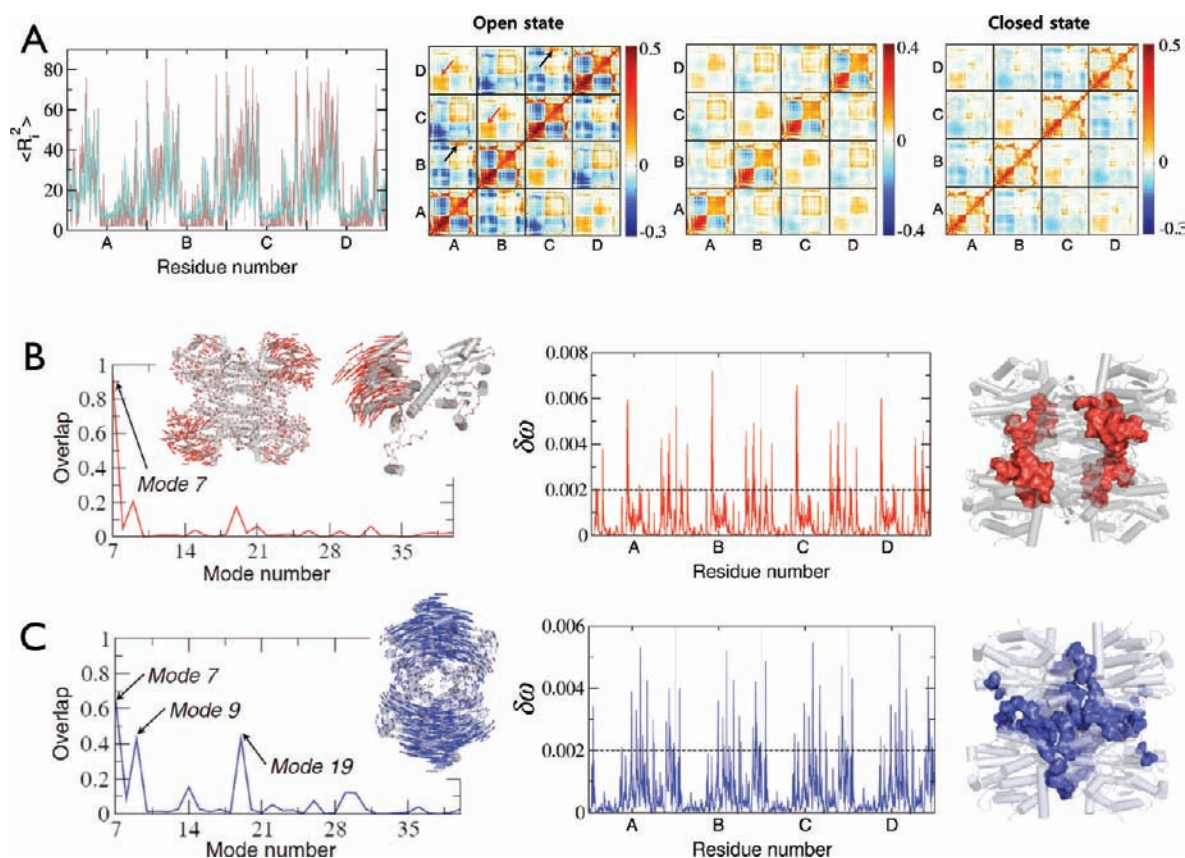 A
<R_i^2>
80
60
40
20
0
A B C D
Residue number
Open state
D
C
B
A
A B C D
0.5
0
-0.3
D
C
B
A
A B C D
0.4
0
-0.4
Closed state
D
C
B
A
A B C D
0.5
0
-0.3
B
Overlap
1
0.8
0.6
0.4
0.2
0
Mode 7
7 14 21 28 35
Mode number
δω
0.008
0.006
0.004
0.002
0
A B C D
Residue number
C
Overlap
1
0.8
0.6
0.4
0.2
0
Mode 7
Mode 9
Mode 19
7 14 21 28 35
Mode number
δω
0.006
0.004
0.002
0
A B C D
Residue number